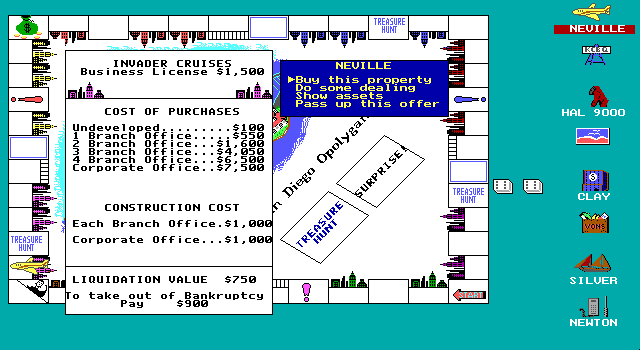 TREASURE
HUNT
NEVILLE
INVADER CRUISES
Business License $1,500
NEVILLE
Buy this property
Do some dealing
Show assets
Pass up this offer
COST OF PURCHASES
Undeveloped.........$100
1 Branch Office.....$550
2 Branch Office...$1,600
3 Branch Office...$4,050
4 Branch Office...$6,500
Corporate Office..$7,500
HAL 9000
n Diego Opolygan
SURPRISE!
TREASURE
HUNT
TREASURE
HUNT
CLAY
CONSTRUCTION COST
Each Branch Office.$1,000
Corporate Office...$1,000
VONS
TREASURE
HUNT
LIQUIDATION VALUE $750
To take out of Bankruptcy
Pay $900
SILVER
START
NEWTON